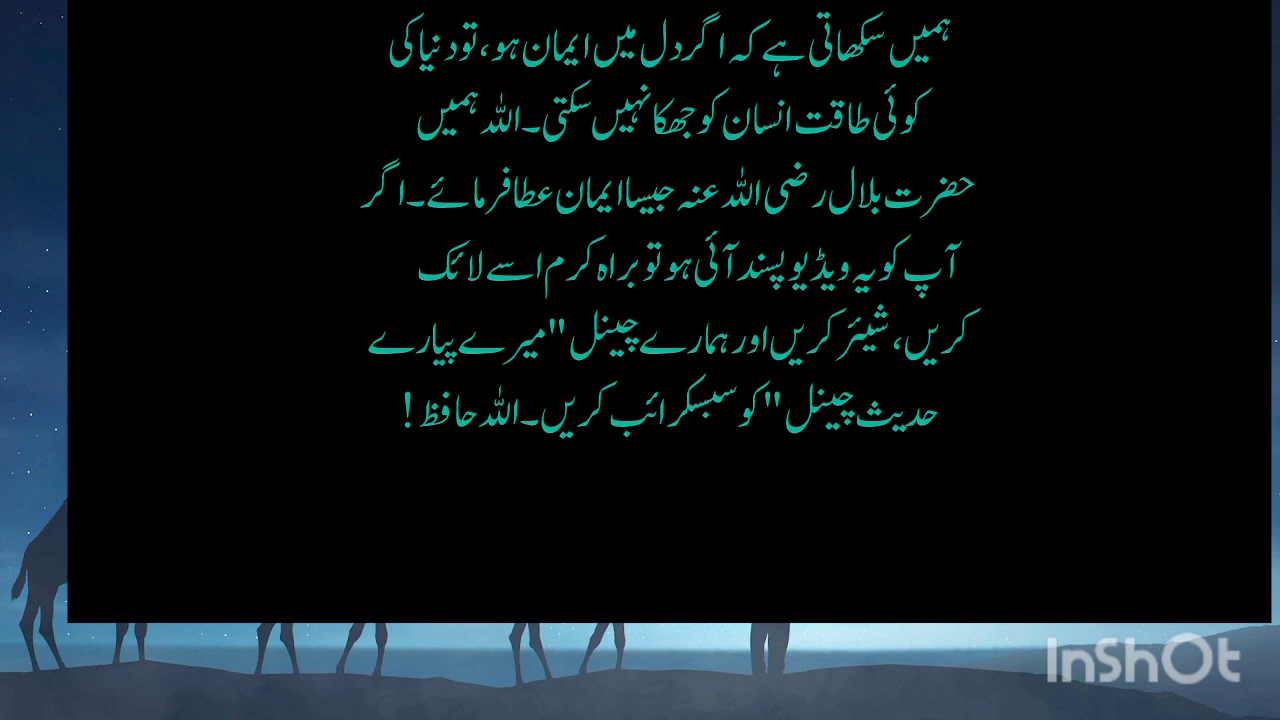 ہمیں سکھاتی ہے کہ اگر دل میں ایمان ہو، تو دنیا کی
کوئی طاقت انسان کو جھکا نہیں سکتی۔ اللہ ہمیں
حضرت بلال رضی اللہ عنہ جیسا ایمان عطا فرمائے۔ اگر
آپ کو یہ ویڈیو پسند آئی ہو تو براہ کرم اسے لائک
کریں، شیئر کریں اور ہمارے چینل "میرے پیارے
حدیث چینل" کو سبسکرائب کریں۔ اللہ حافظ!
InShOt